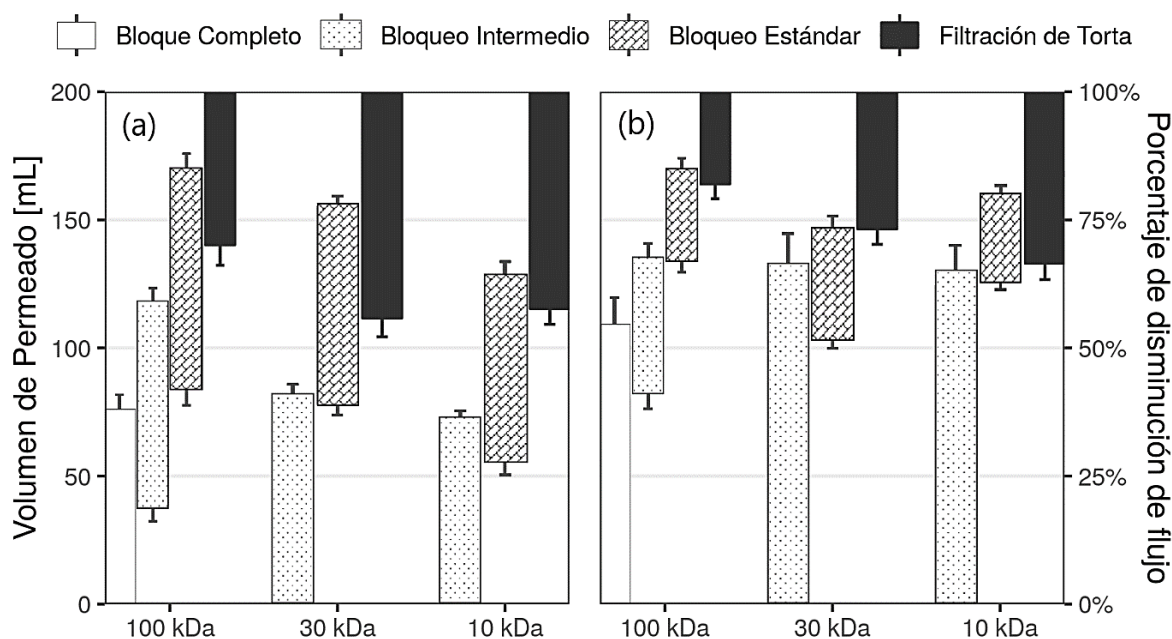 Bloque Completo Bloqueo Intermedio Bloqueo Estándar Filtración de Torta
Volumen de Permeado [mL]
200
150
100
50
0
(a)
100 kDa 30 kDa 10 kDa
(b)
100 kDa 30 kDa 10 kDa
100%
75%
50%
25%
0%
Porcentaje de disminución de flujo